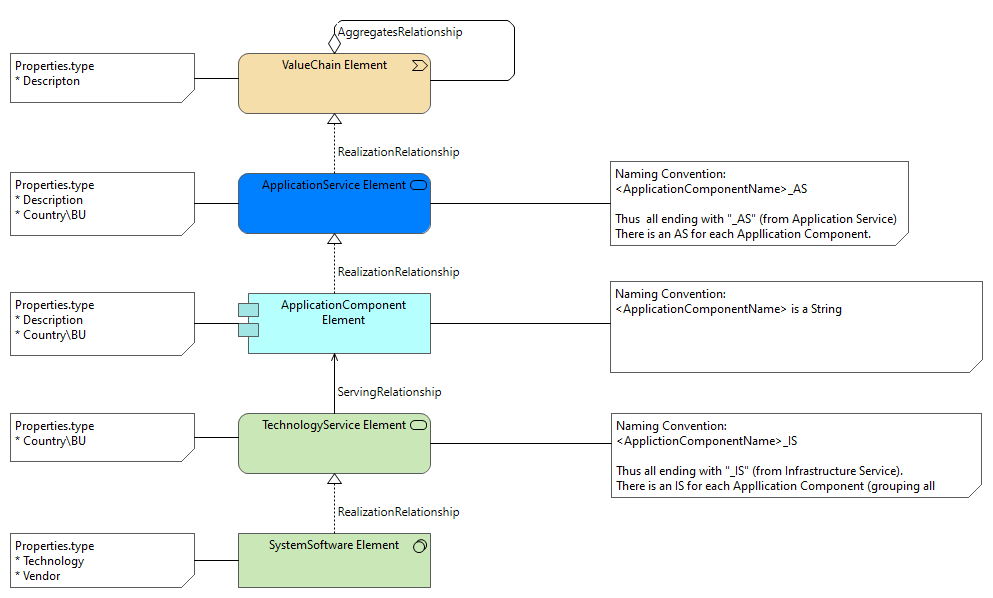 AggregatesRelationship
Properties.type
* Descripton
ValueChain Element
RealizationRelationship
Properties.type
* Description
* Country\BU
ApplicationService Element
Naming Convention:
<ApplicationComponentName>_AS
Thus  all ending with "_AS" (from Application Service)
There is an AS for each Appllication Component.
RealizationRelationship
Properties.type
* Description
* Country\BU
ApplicationComponent
Element
Naming Convention:
<ApplicationComponentName> is a String
ServingRelationship
Properties.type
* Country\BU
TechnologyService Element
Naming Convention:
<ApplictionComponentName>_IS
Thus all ending with "_IS" (from Infrastructure Service).
There is an IS for each Appllication Component (grouping all
RealizationRelationship
Properties.type
* Technology
* Vendor
SystemSoftware Element